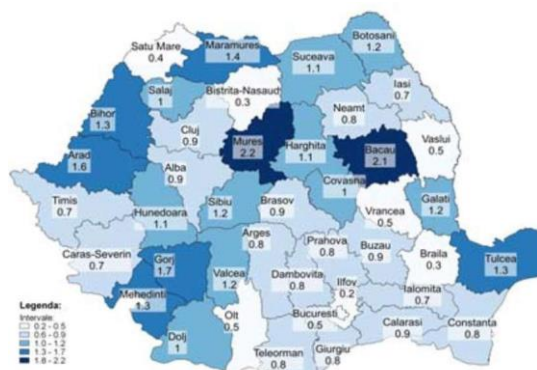 Satu Mare
0.4
Maramures
1.4
Suceava
1.1
Botosani
1.2
Salaj
1
Bistrita-Nasaud
0.3
Iasi
0.7
Bihor
1.3
Cluj
0.9
Mures
2.2
Harghita
1.1
Neamt
0.8
Bacau
2.1
Vaslui
0.5
Arad
1.6
Alba
0.9
Covasna
1
Timis
0.7
Hunedoara
1.1
Sibiu
1.2
Brasov
0.9
Vrancea
0.5
Galati
1.2
Caras-Severin
0.7
Gorj
1.7
Valcea
1.2
Arges
0.8
Prahova
0.8
Buzau
0.9
Braila
0.3
Tulcea
1.3
Dambovita
0.8
Ilfov
0.2
Ialomita
0.7
Mehedinti
1.3
Olt
0.5
Bucuresti
0.5
Calarasi
0.9
Constanta
0.8
Dolj
1
Teleorman
0.8
Giurgiu
0.8
Legenda:
Intervale:
0.2 - 0.5
0.6 - 0.9
1.0 - 1.2
1.3 - 1.7
1.8 - 2.2